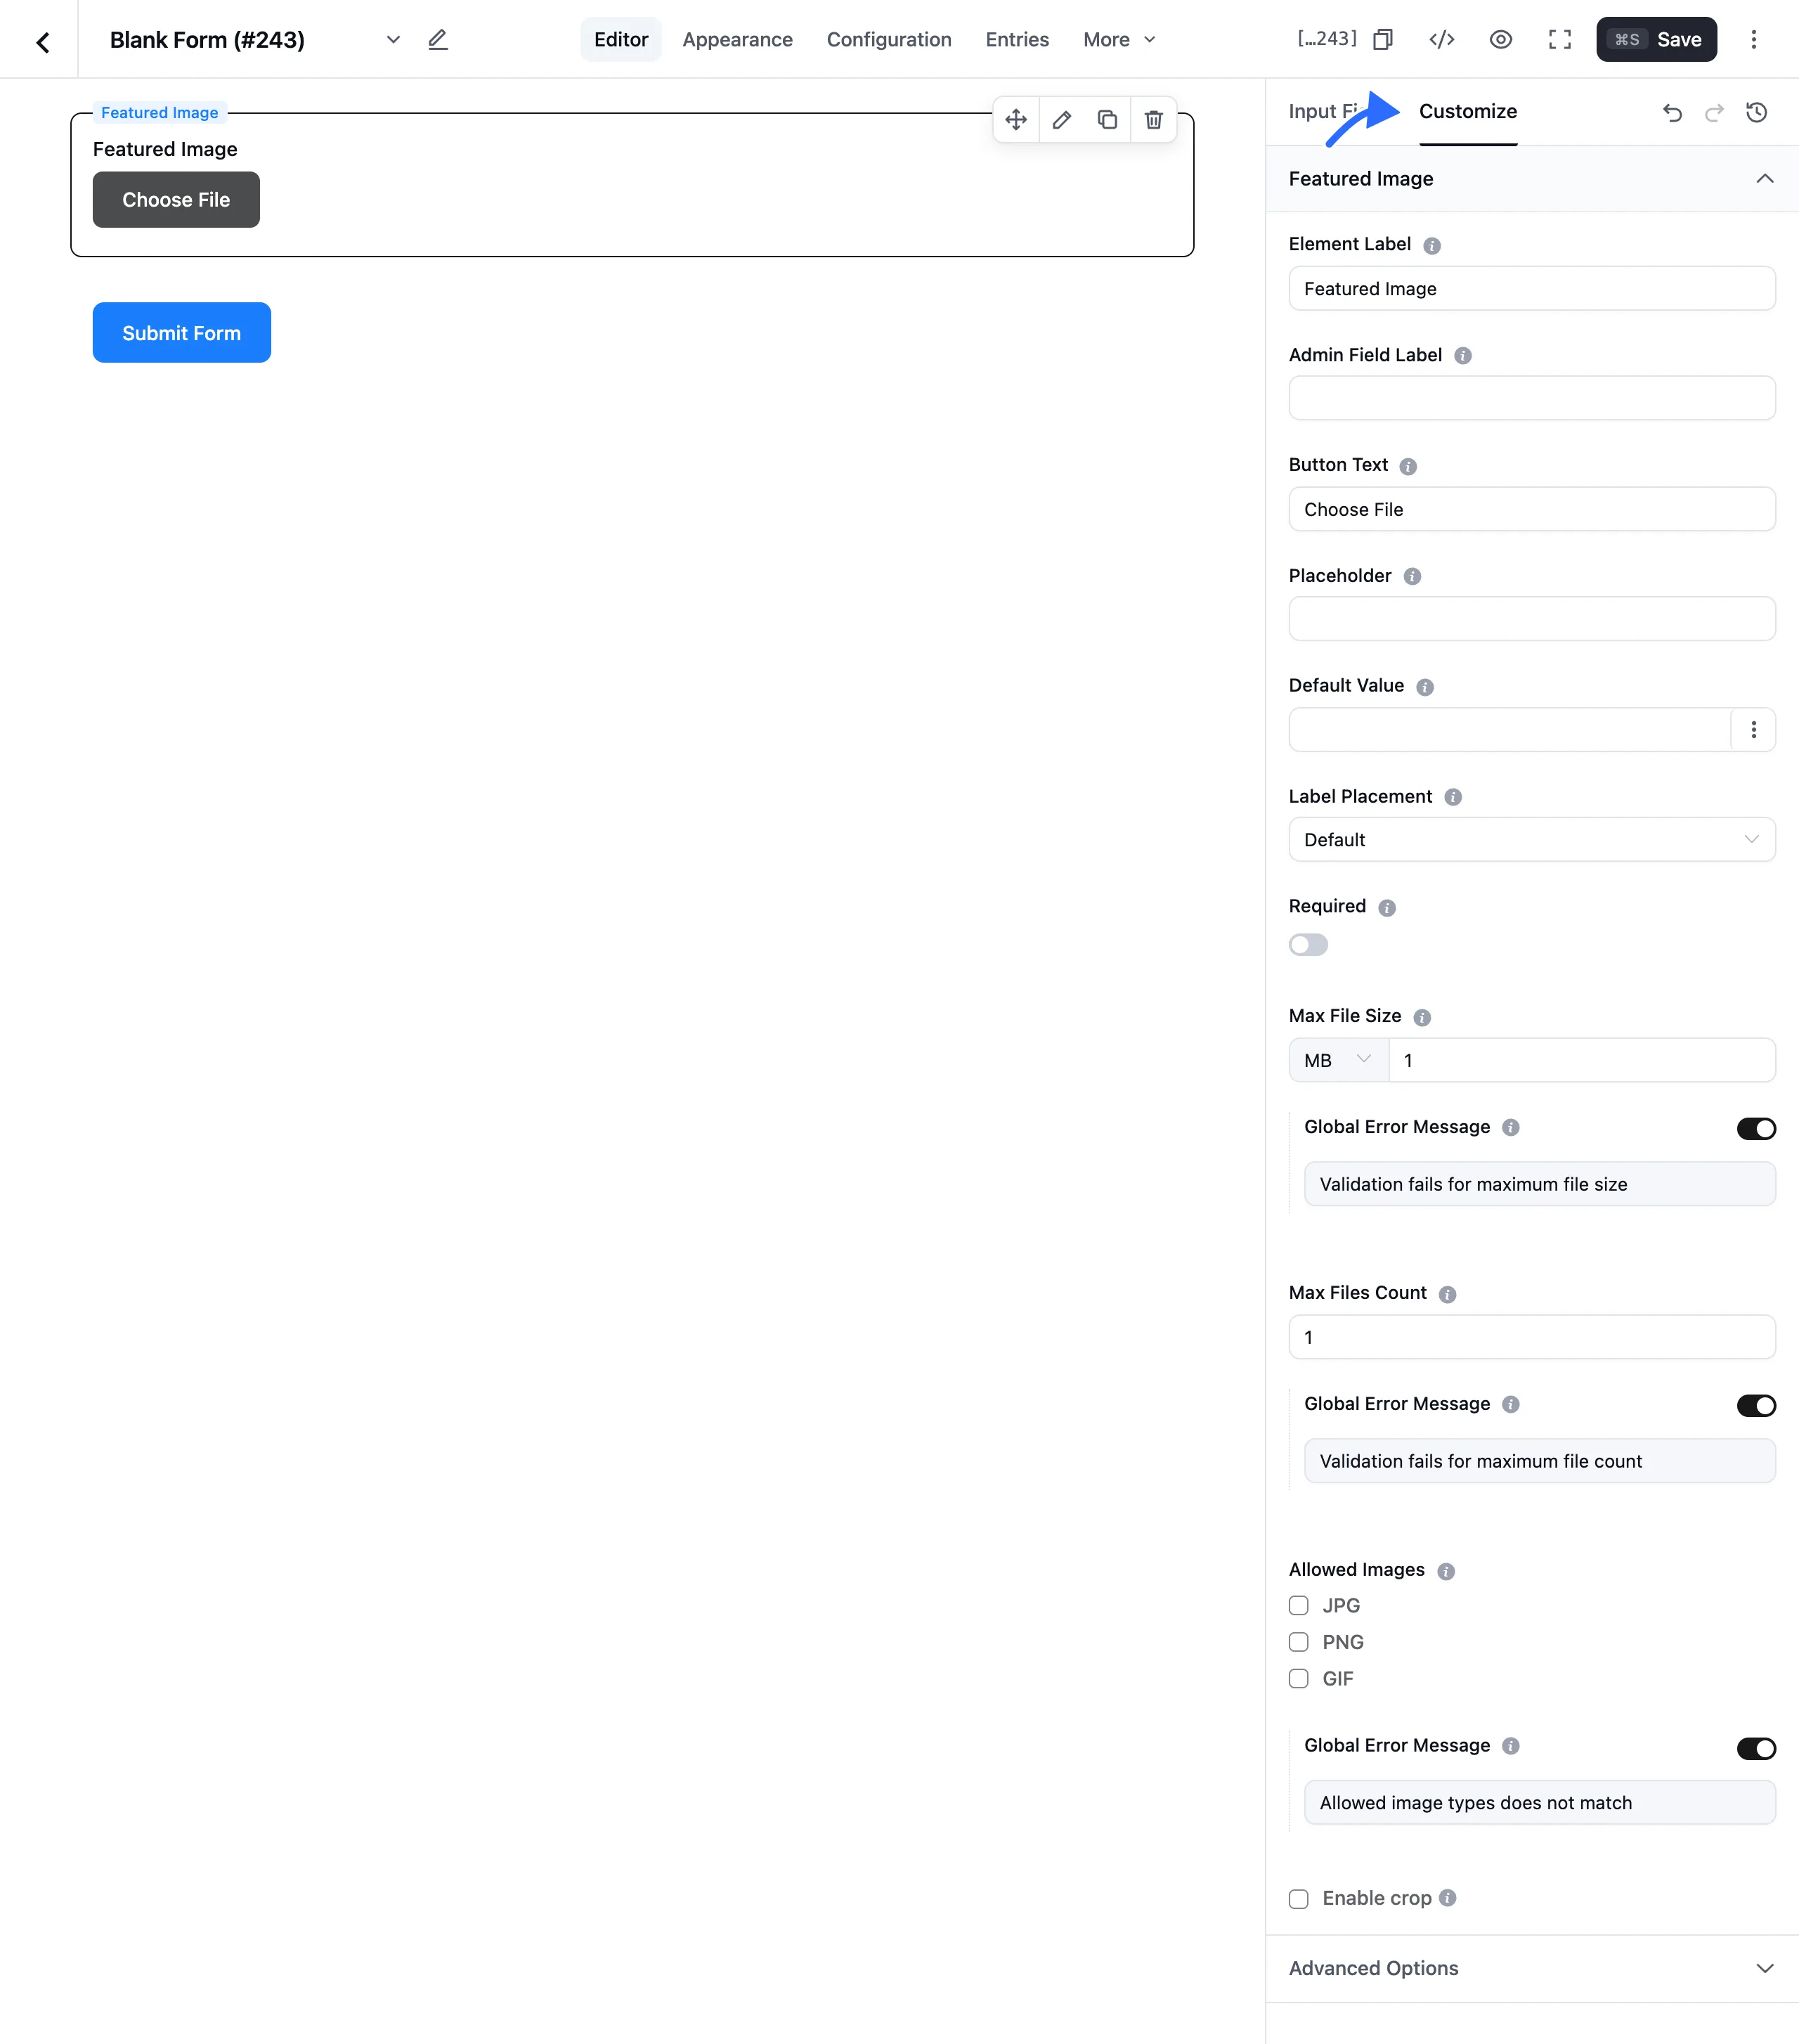 Blank Form (#243)
Editor
Appearance
Configuration
Entries
More
[…243]
</>
⌘S Save
Featured Image
Featured Image
Choose File
Submit Form
Input
Customize
Featured Image
Element Label
Featured Image
Admin Field Label
Button Text
Choose File
Placeholder
Default Value
Label Placement
Default
Required
Max File Size
MB 1
Global Error Message
Validation fails for maximum file size
Max Files Count
1
Global Error Message
Validation fails for maximum file count
Allowed Images
JPG
PNG
GIF
Global Error Message
Allowed image types does not match
Enable crop
Advanced Options